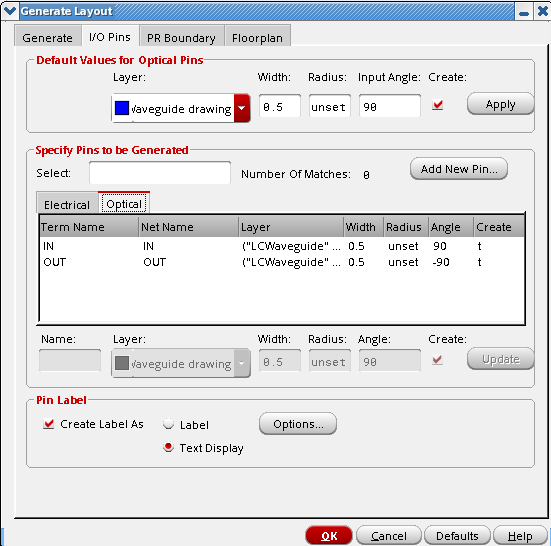 Generate Layout
Generate I/O Pins PR Boundary Floorplan
Default Values for Optical Pins
Layer: Width: Radius: Input Angle: Create:
Waveguide drawing 0.5 unset 90 Apply
Specify Pins to be Generated
Select: Number Of Matches: 0 Add New Pin...
Electrical Optical
Term Name Net Name Layer Width Radius Angle Create
IN IN ("LCWaveguide" ... 0.5 unset 90 t
OUT OUT ("LCWaveguide" ... 0.5 unset -90 t
Name: Layer: Width: Radius: Angle: Create:
Waveguide drawing 0.5 unset 90 Update
Pin Label
Create Label As Label Options...
Text Display
OK Cancel Defaults Help